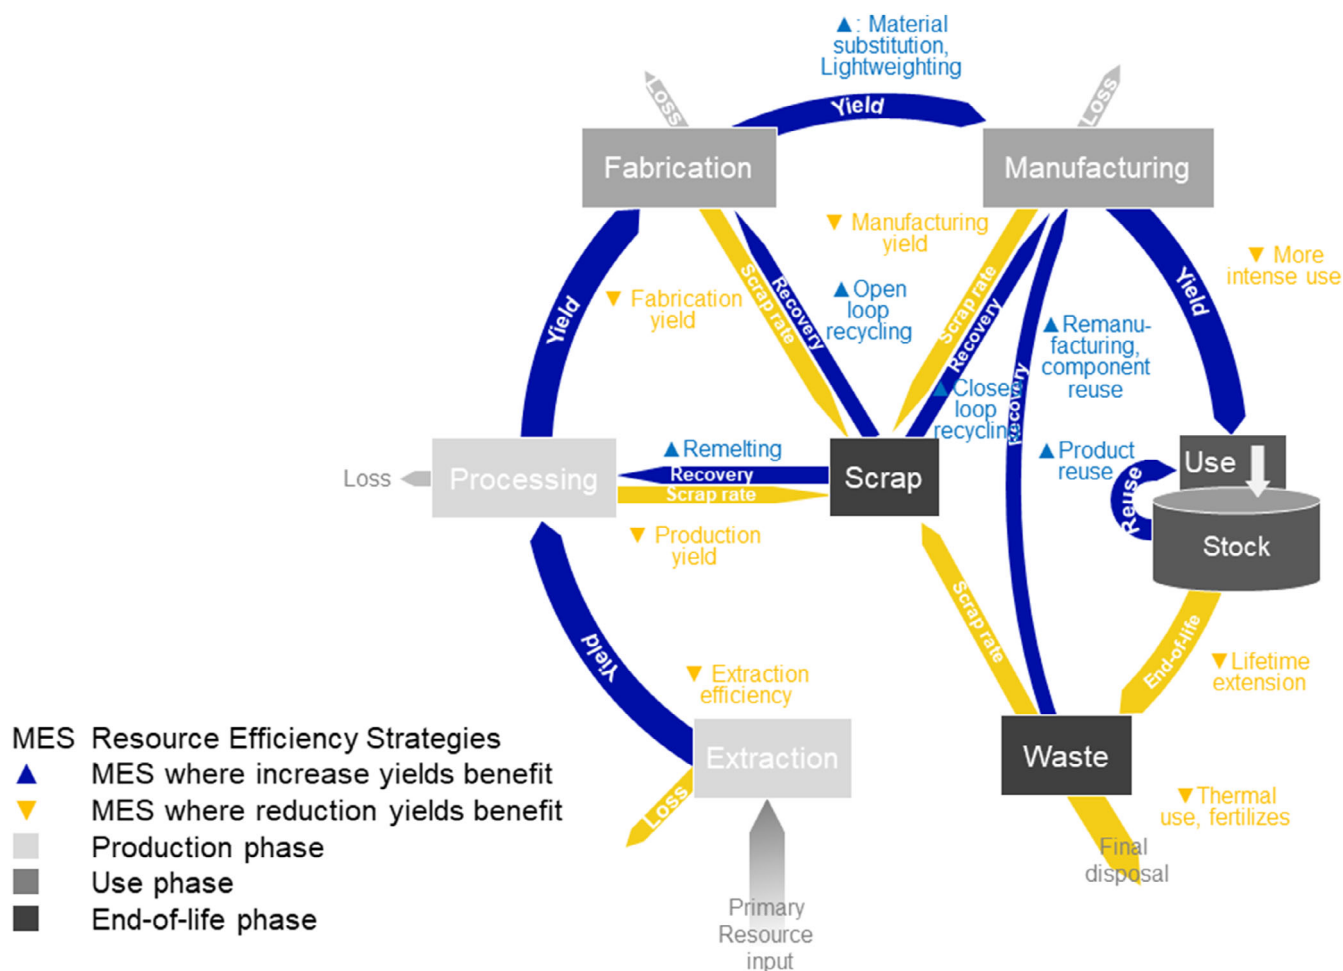 ▲: Material
substitution,
Lightweighting
Loss
Yield
Loss
Fabrication
Manufacturing
▼ Manufacturing
yield
▼ More
intense use
Scrap rate
Recovery
Scrap rate
Recovery
Yield
Yield
▼ Fabrication
yield
▲Open
loop
recycling
▲Remanu-
facturing,
component
reuse
▲Closed
loop
recycling
Recovery
Loss
Processing
▲Remelting
Recovery
Scrap rate
Scrap
▲Product
reuse
Reuse
Use
Stock
▼ Production
yield
Yield
Scrap rate
End-of-life
▼ Extraction
efficiency
▼Lifetime
extension
MES Resource Efficiency Strategies
▲ MES where increase yields benefit
▼ MES where reduction yields benefit
Production phase
Use phase
End-of-life phase
Extraction
Loss
Waste
▼Thermal
use, fertilizes
Final
disposal
Primary
Resource
input